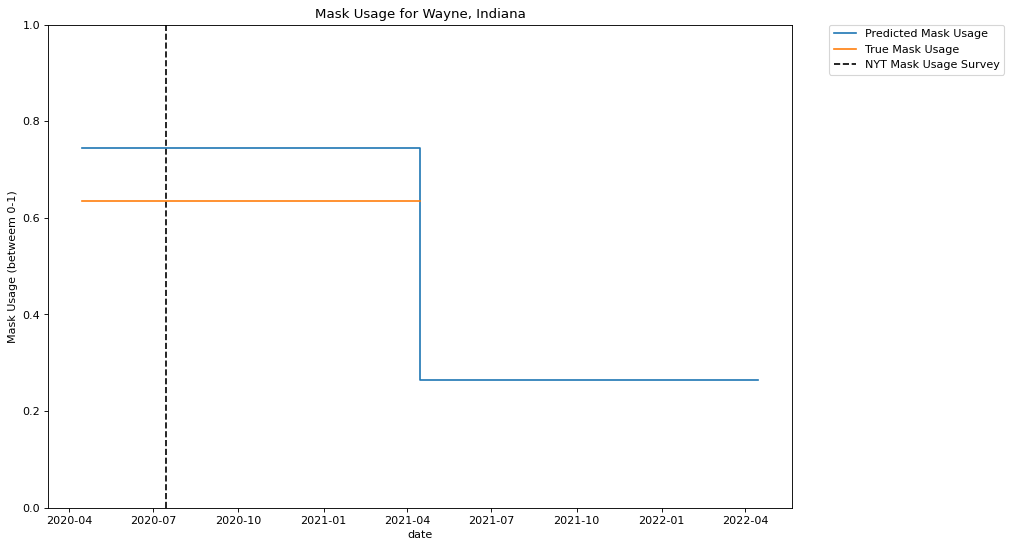 Mask Usage for Wayne, Indiana
Predicted Mask Usage
True Mask Usage
NYT Mask Usage Survey
Mask Usage (betweem 0-1)
1.0
0.8
0.6
0.4
0.2
0.0
2020-04 2020-07 2020-10 2021-01 2021-04 2021-07 2021-10 2022-01 2022-04
date